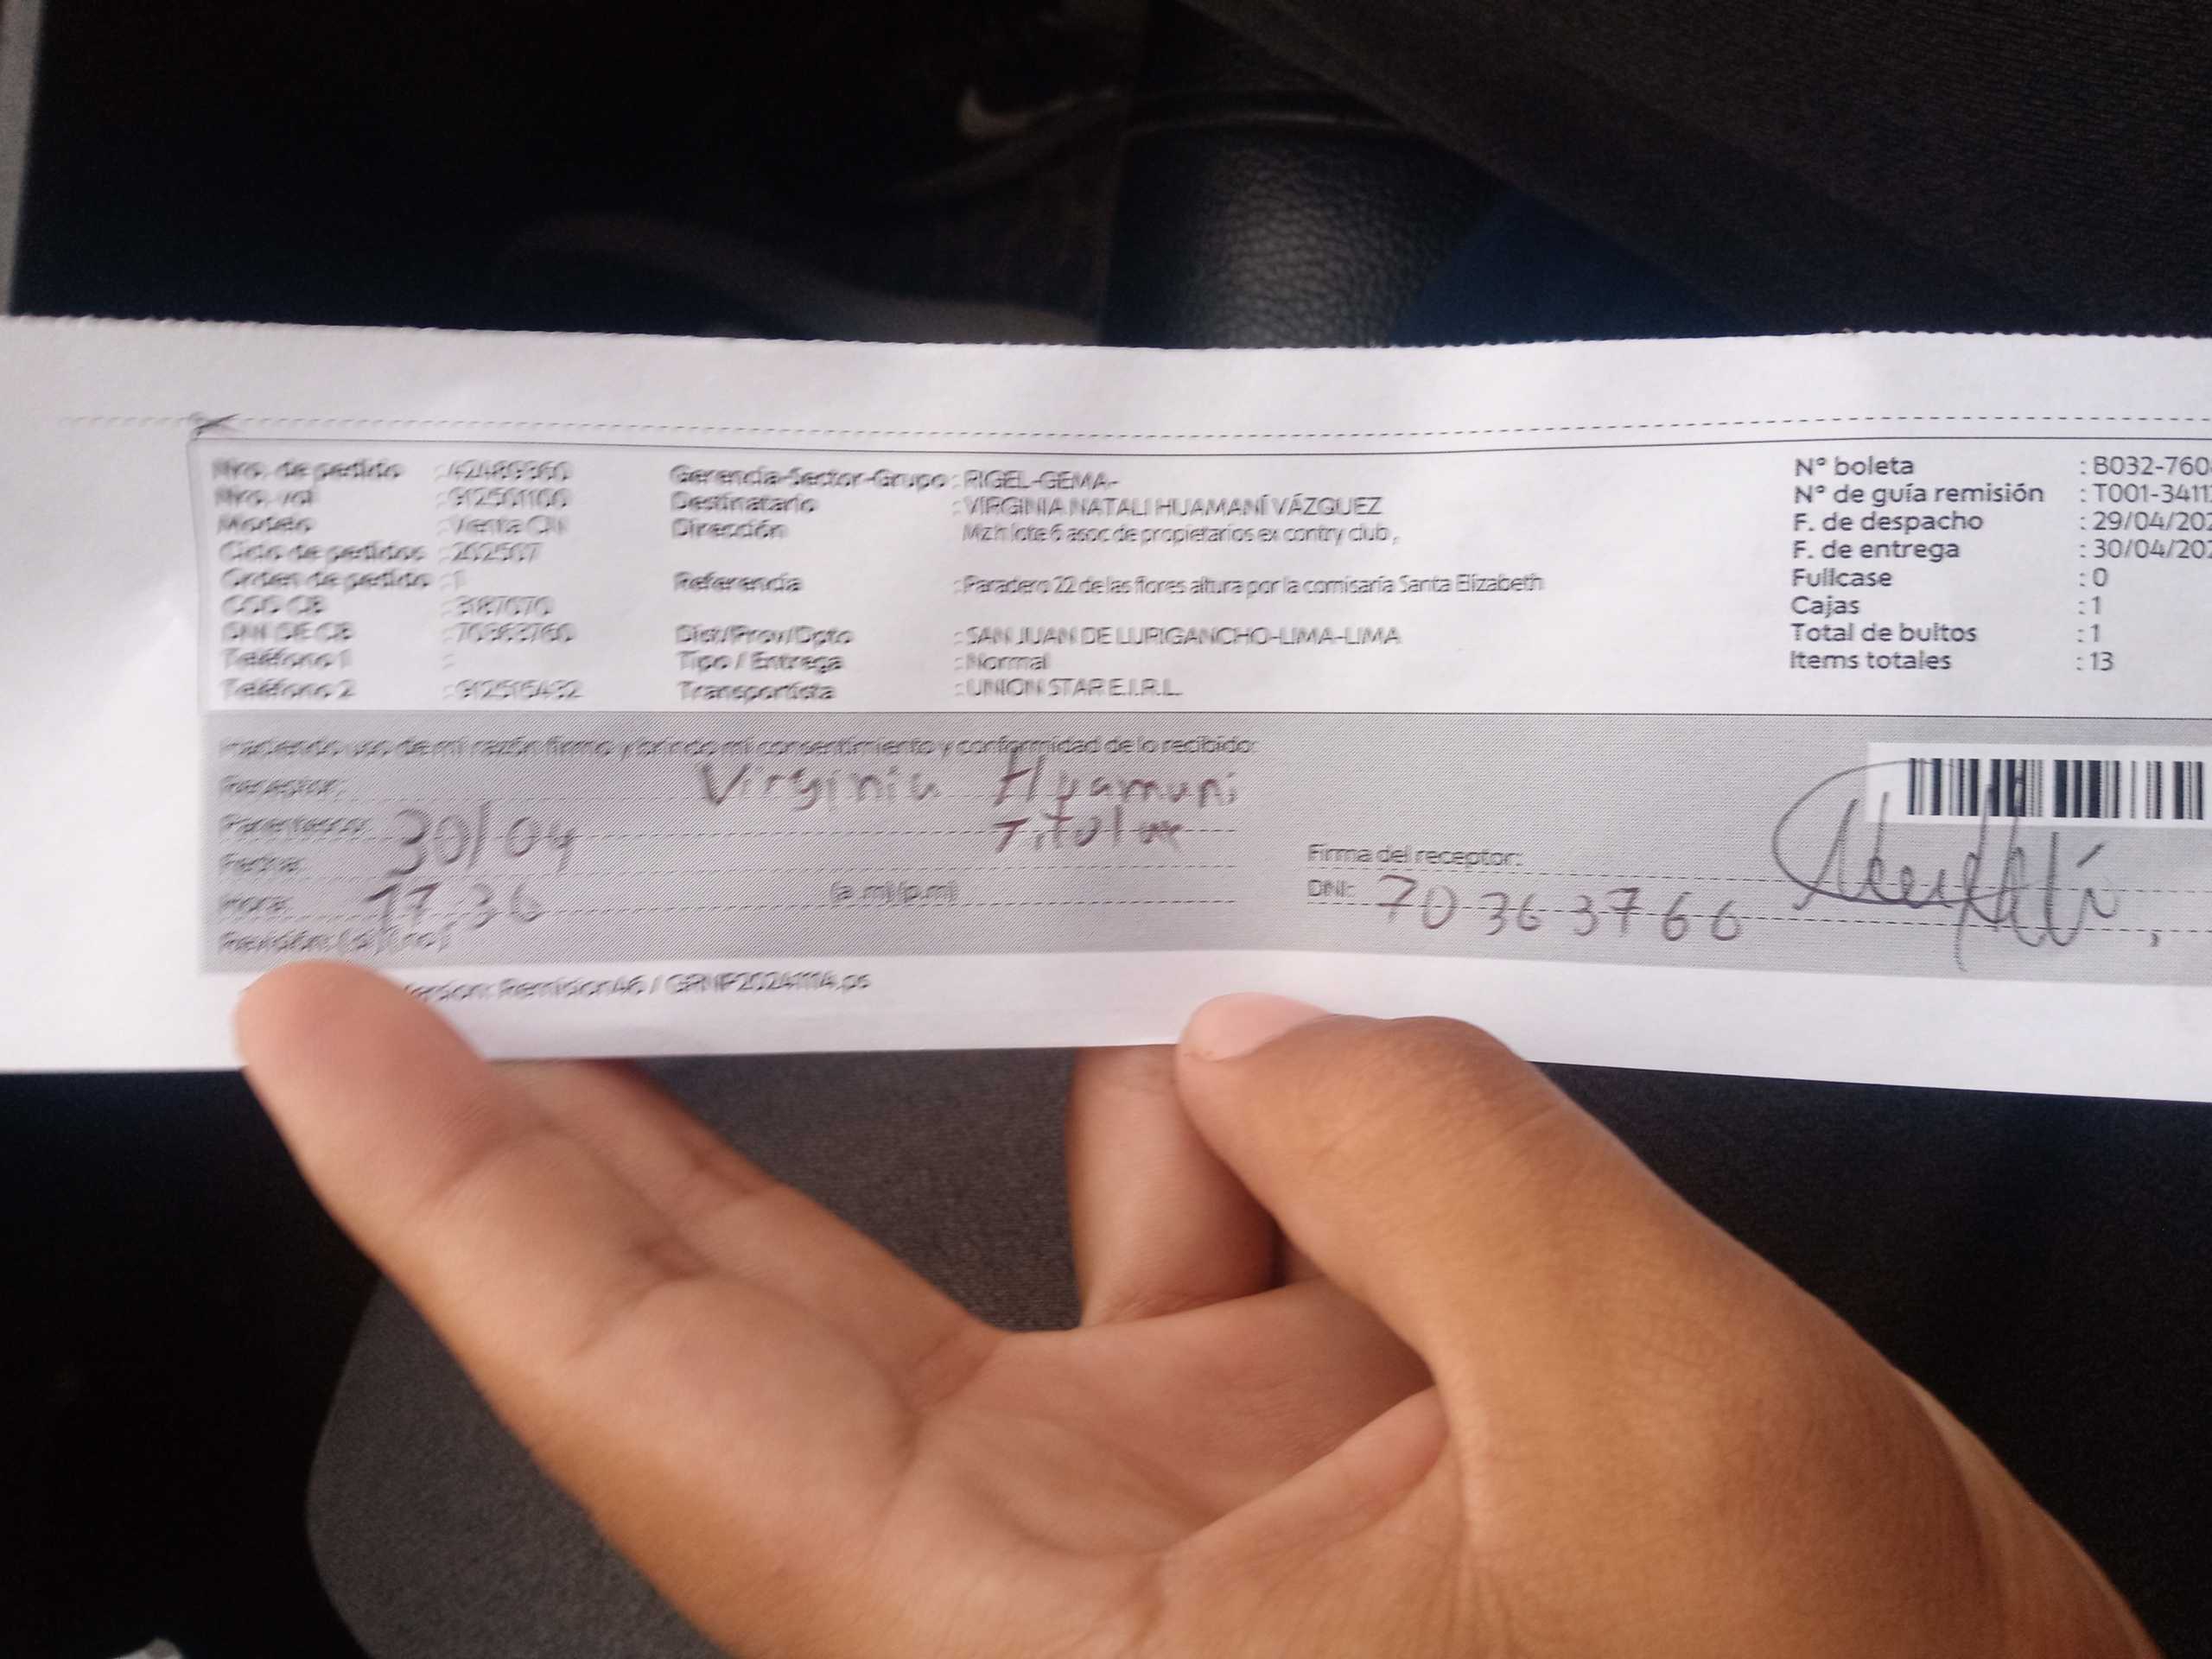 Nro. de pedido : 42489360 Gerencia-Sector-Grupo : RIGEL-GEMA- N° boleta : B032-760
Nro. vol : 912501100 Destinatario : VIRGINIA NATALI HUAMANÍ VÁZQUEZ N° de guía remisión : T001-3411
Modelo : Venta CN Dirección Mz h lote 6 asoc de propietarios ex contry club , F. de despacho : 29/04/202
Ciclo de pedidos : 202507 F. de entrega : 30/04/202
Orden de pedido : 1 Referencia : Paradero 22 de las flores altura por la comisaría Santa Elizabeth Fullcase : 0
COD CB : 3187070 Cajas : 1
DNI DE CB Dist/Prov/Dpto : SAN JUAN DE LURIGANCHO-LIMA-LIMA Total de bultos : 1
Teléfono 1 : Tipo / Entrega : Normal Items totales : 13
Teléfono 2 : 912516432 Transportista : UNION STAR E.I.R.L.
Haciendo uso de mi razón firmo y brindo mi consentimiento y conformidad de lo recibido:
Receptor: Virginia Huamani
Parentesco: Titular
Fecha: 30/04 Firma del receptor:
Hora: 17:36 (a.m)/(p.m) DNI: 70363766
Revisión: (si)(no)
Remision46 / GRNP20241114.ps